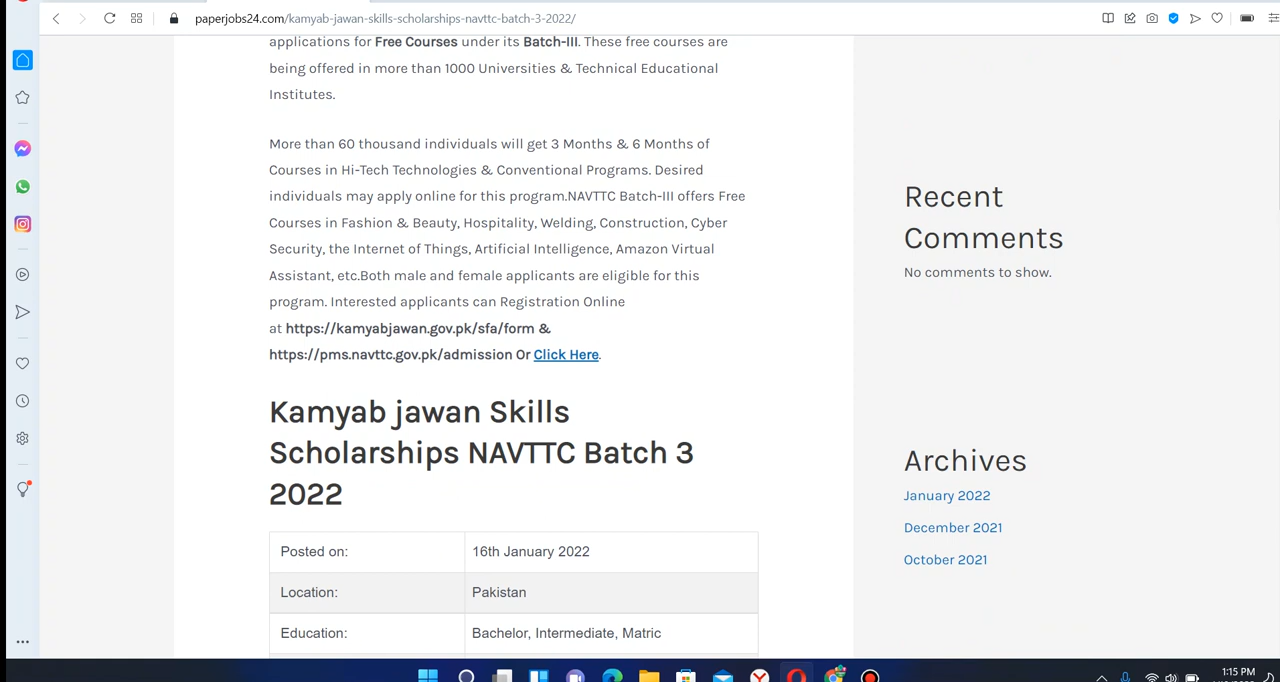 paperjobs24.com/kamyab-jawan-skills-scholarships-navttc-batch-3-2022/
applications for Free Courses under its Batch-III. These free courses are
being offered in more than 1000 Universities & Technical Educational
Institutes.
More than 60 thousand individuals will get 3 Months & 6 Months of
Courses in Hi-Tech Technologies & Conventional Programs. Desired
individuals may apply online for this program.NAVTTC Batch-III offers Free
Courses in Fashion & Beauty, Hospitality, Welding, Construction, Cyber
Security, the Internet of Things, Artificial Intelligence, Amazon Virtual
Assistant, etc.Both male and female applicants are eligible for this
program. Interested applicants can Registration Online
at https://kamyabjawan.gov.pk/sfa/form &
https://pms.navttc.gov.pk/admission Or Click Here.
Kamyab jawan Skills
Scholarships NAVTTC Batch 3
2022
Posted on: 16th January 2022
Location: Pakistan
Education: Bachelor, Intermediate, Matric
Recent
Comments
No comments to show.
Archives
January 2022
December 2021
October 2021
1:15 PM